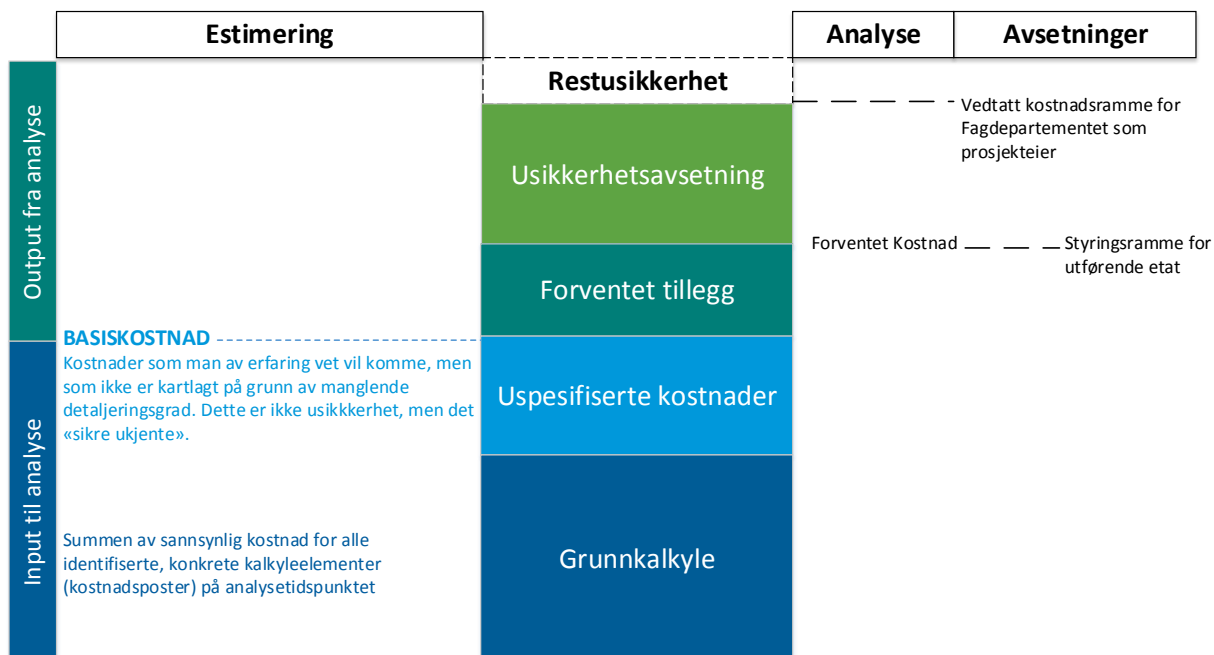 Estimering
Analyse
Avsetninger
Restusikkerhet
Output fra analyse
Vedtatt kostnadsramme for
Fagdepartementet som
prosjekteier
Usikkerhetsavsetning
Forventet Kostnad
Styringsramme for
utførende etat
Forventet tillegg
BASISKOSTNAD
Kostnader som man av erfaring vet vil komme, men
som ikke er kartlagt på grunn av manglende
detaljeringsgrad. Dette er ikke usikkkerhet, men det
«sikre ukjente».
Uspesifiserte kostnader
Input til analyse
Summen av sannsynlig kostnad for alle
identifiserte, konkrete kalkyleelementer
(kostnadsposter) på analysetidspunktet
Grunnkalkyle